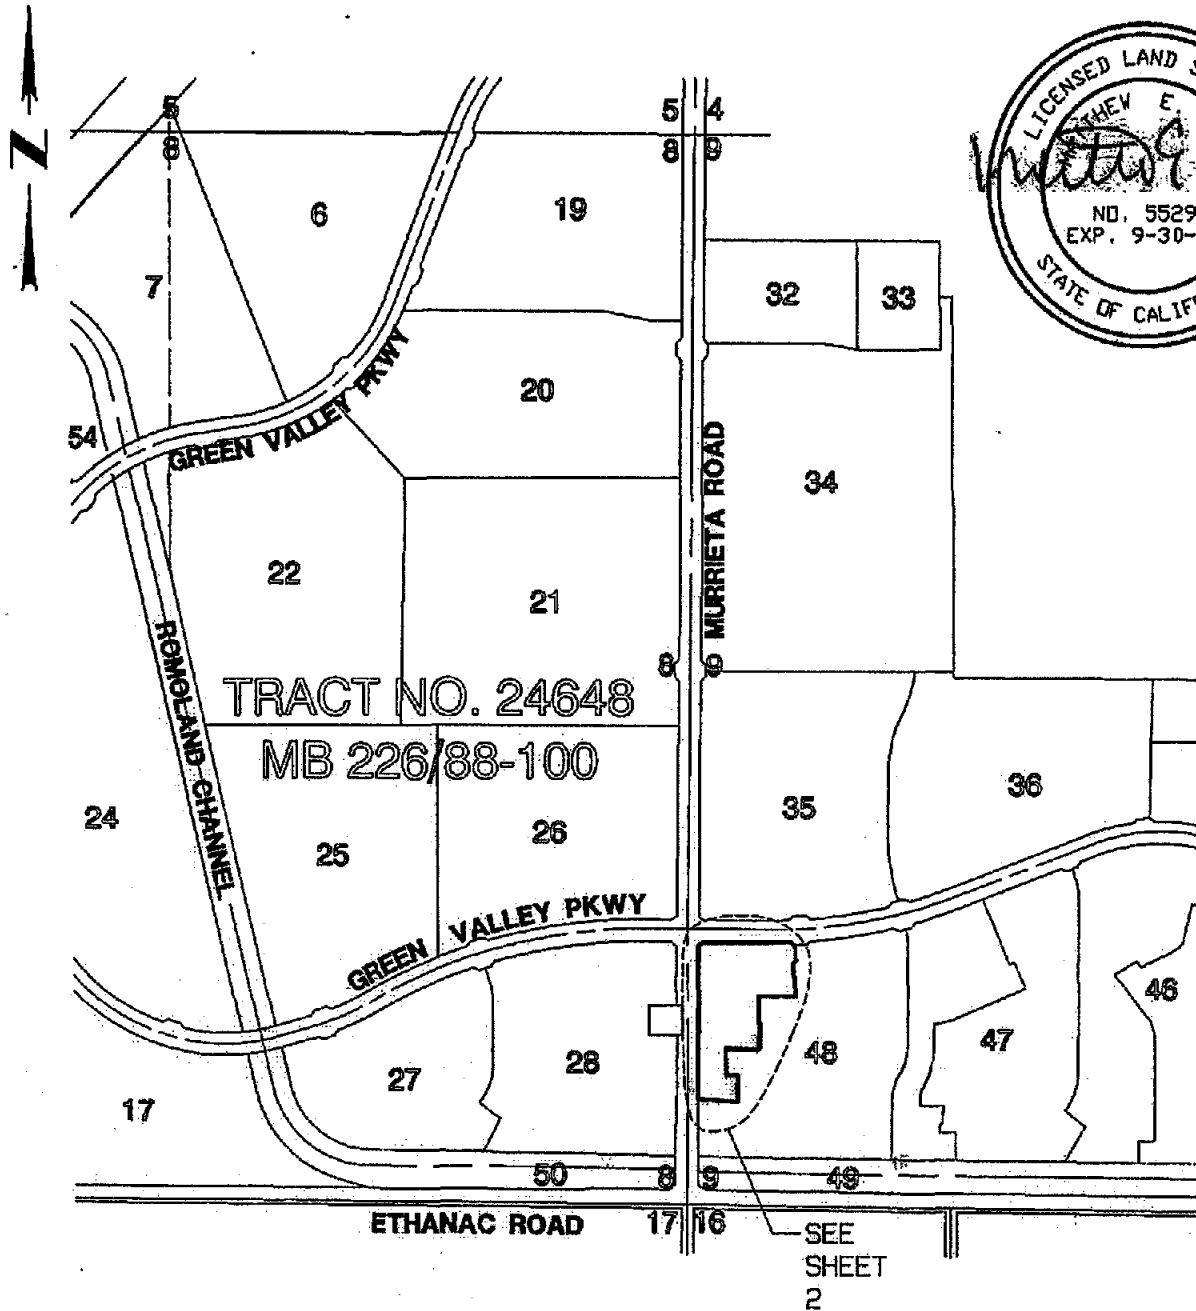 LICENSED LAND
5 5 4
8 8 9
N
E.
NO. 5529
EXP. 9-30-
STATE OF CALIF
6
19
7
32
33
GREEN VALLEY PKWY
20
54
MURRIETA ROAD
34
22
21
ROMOLAND CHANNEL
8 9
TRACT NO. 24648
MB 226/88-100
24
25
26
35
36
GREEN VALLEY PKWY
46
47
48
28
27
17
50
8 9
49
ETHANAC ROAD
17 16
SEE
SHEET
2